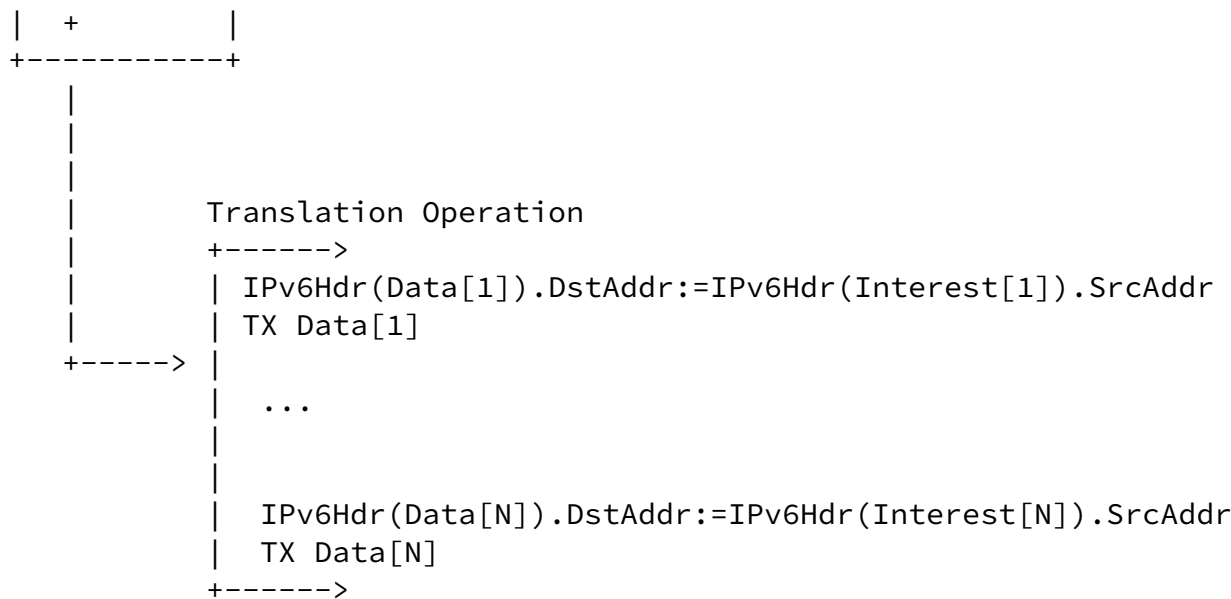 |  +        |
+-----------+
   |
   |
   |
   |       Translation Operation
   |       +------>
   |       | IPv6Hdr(Data[1]).DstAddr:=IPv6Hdr(Interest[1]).SrcAddr
   |       | TX Data[1]
   +-----> |
           |  ...
           |
           |
           |  IPv6Hdr(Data[N]).DstAddr:=IPv6Hdr(Interest[N]).SrcAddr
           |  TX Data[N]
           +------>